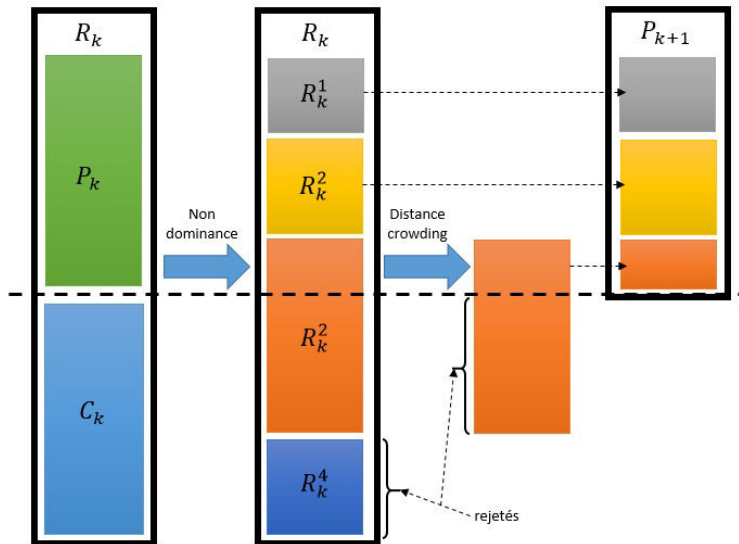 R_k
R_k
P_{k+1}
P_k
C_k
Non
dominance
R_k^1
R_k^2
R_k^2
R_k^4
Distance
crowding
rejetés